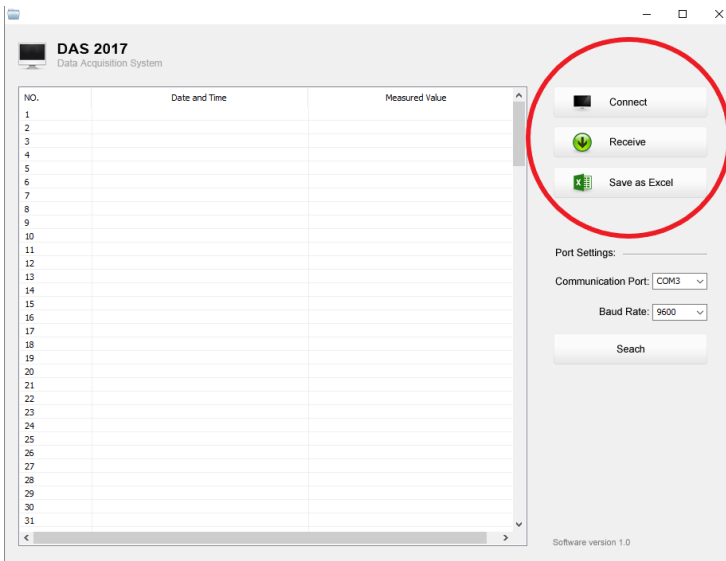 DAS 2017
Data Acquisition System
NO. Date and Time Measured Value
1
2
3
4
5
6
7
8
9
10
11
12
13
14
15
16
17
18
19
20
21
22
23
24
25
26
27
28
29
30
31
Connect
Receive
Save as Excel
Port Settings:
Communication Port: COM3
Baud Rate: 9600
Seach
Software version 1.0